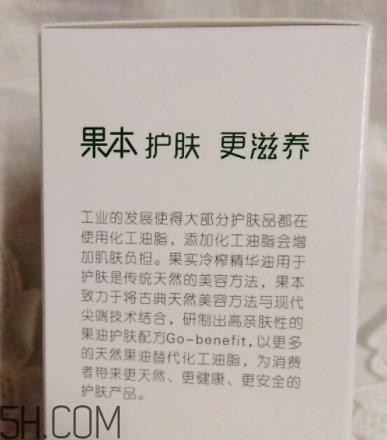 果本护肤 更滋养
工业的发展使得大部分护肤品都在
使用化工油脂，添加化工油脂会增
加肌肤负担。果实冷榨精华油用于
护肤是传统天然的美容方法，果本
致力于将古典天然美容方法与现代
尖端技术结合，研制出高亲肤性的
果油护肤配方Go-benefit，以更多
的天然果油替代化工油脂，为消费
者带来更天然、更健康、更安全的
护肤产品。
5H.COM